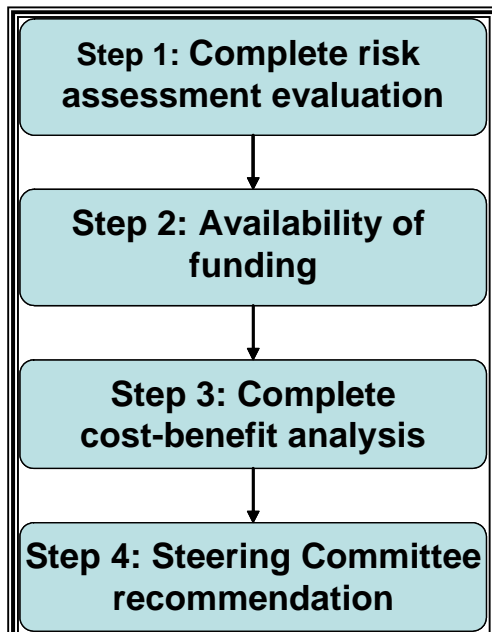 Step 1: Complete risk
assessment evaluation
Step 2: Availability of
funding
Step 3: Complete
cost-benefit analysis
Step 4: Steering Committee
recommendation